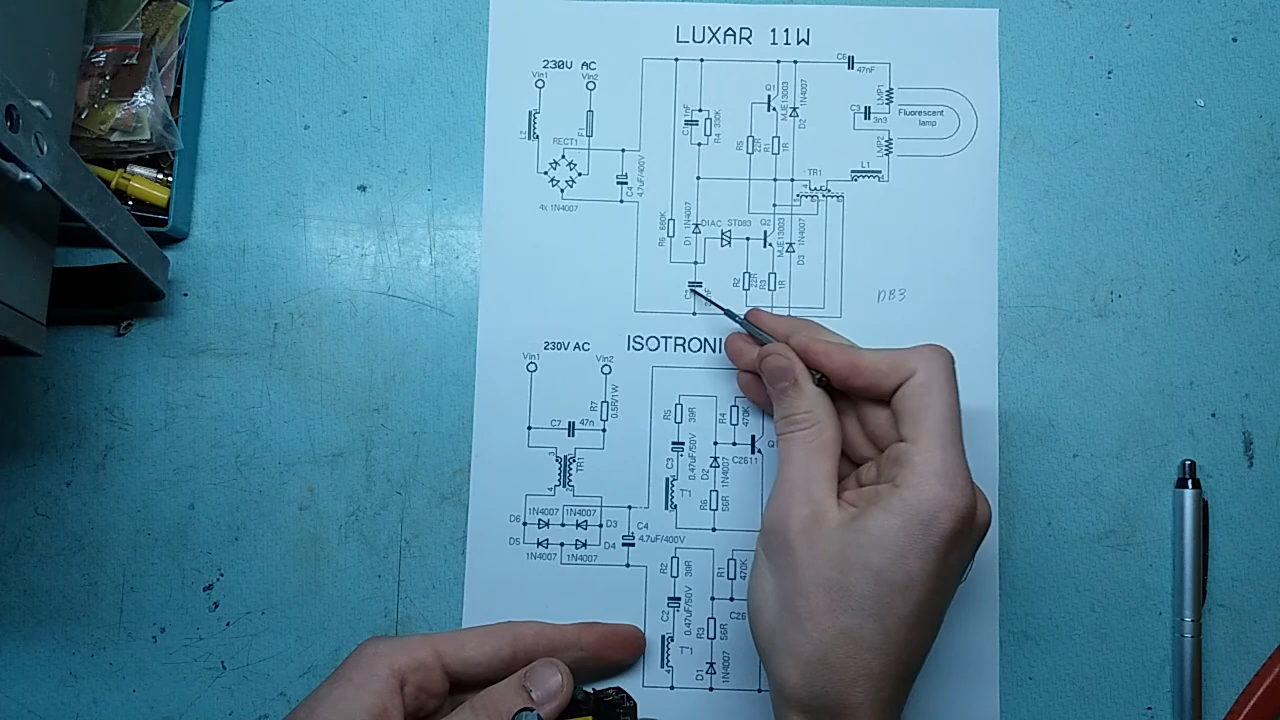 LUXAR 11W
230V AC
Vin1
Vin2
L2
F1
RECT1
4x 1N4007
C4
4.7uF/400V
C1
1nF
R4 330K
Q1
MJE13003
1N4007
D2
R5
22R
R1
1R
C6
47nF
LMP1
C3
3n3
Fluorescent
lamp
LMP2
L1
TR1
R6 680K
D1 1N4007
DIAC ST083
Q2
MJE13003
1N4007
D3
R2
22R
R3
1R
DB3
230V AC
ISOTRONI
Vin1
Vin2
R7
0.5R/1W
C7 47n
TR1
3
4
2
D6 1N4007 1N4007 D3
D5 1N4007 1N4007 D4
C4
4.7uF/400V
R5
39R
C3
0.47uF/50V
R4
470K
C2611
D2
1N4007
R6
56R
R2
39R
C2
0.47uF/50V
R1
470K
C26
R3
56R
D1
1N4007